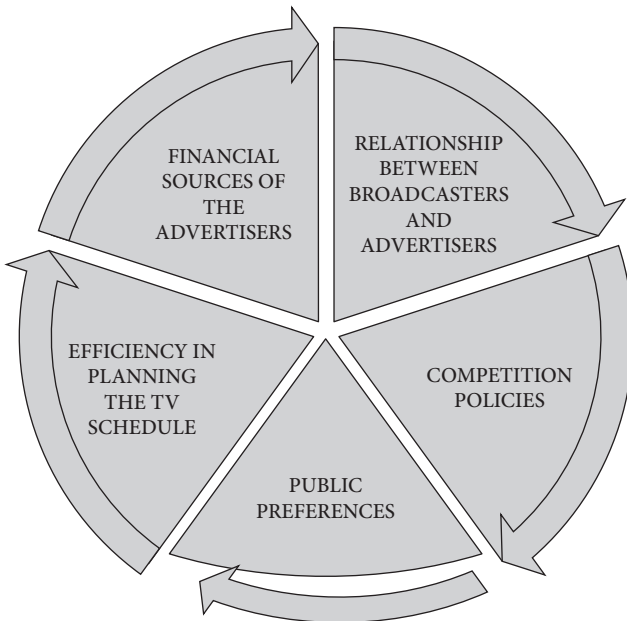 FINANCIAL
SOURCES OF
THE
ADVERTISERS
RELATIONSHIP
BETWEEN
BROADCASTERS
AND
ADVERTISERS
EFFICIENCY IN
PLANNING
THE TV
SCHEDULE
COMPETITION
POLICIES
PUBLIC
PREFERENCES